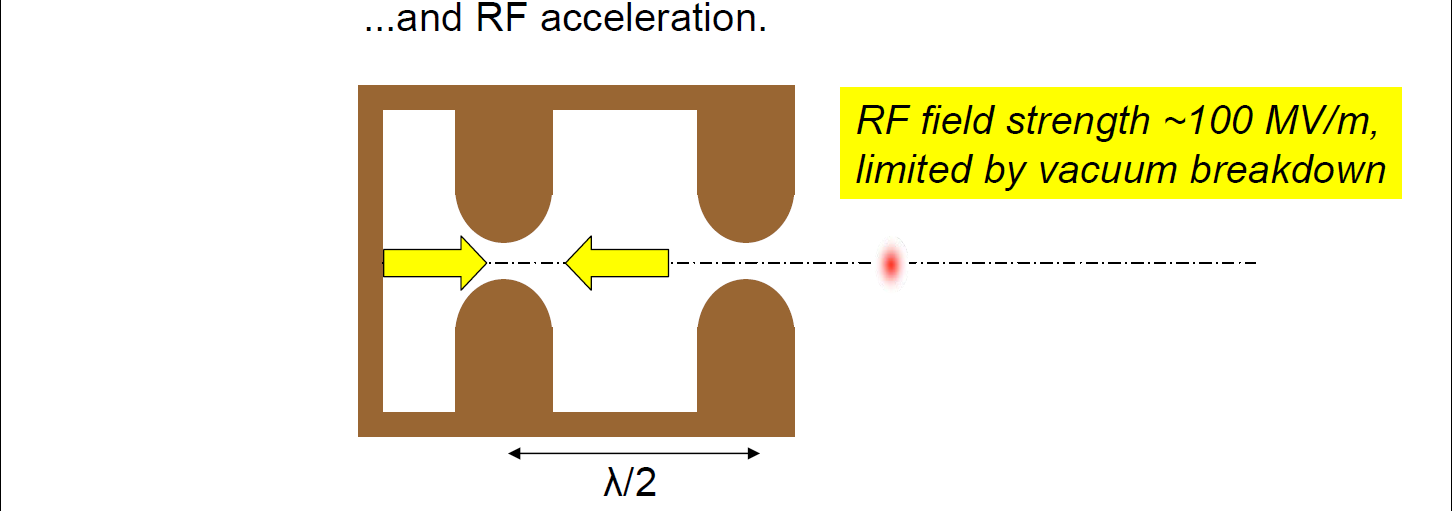 ...and RF acceleration.
RF field strength ~100 MV/m,
limited by vacuum breakdown
λ/2